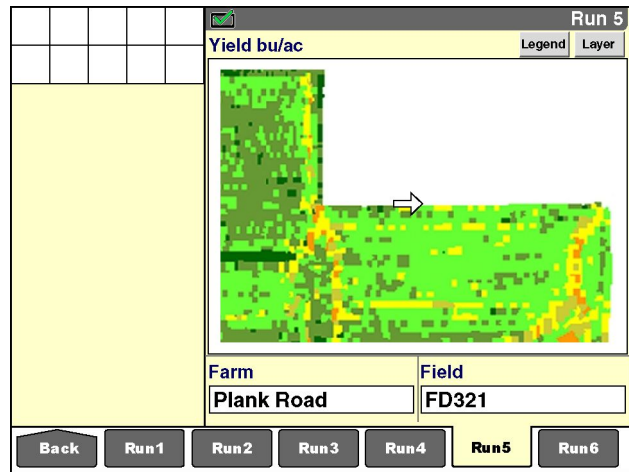 Run 5
Yield bu/ac
Legend Layer
Farm Field
Plank Road FD321
Back Run1 Run2 Run3 Run4 Run5 Run6